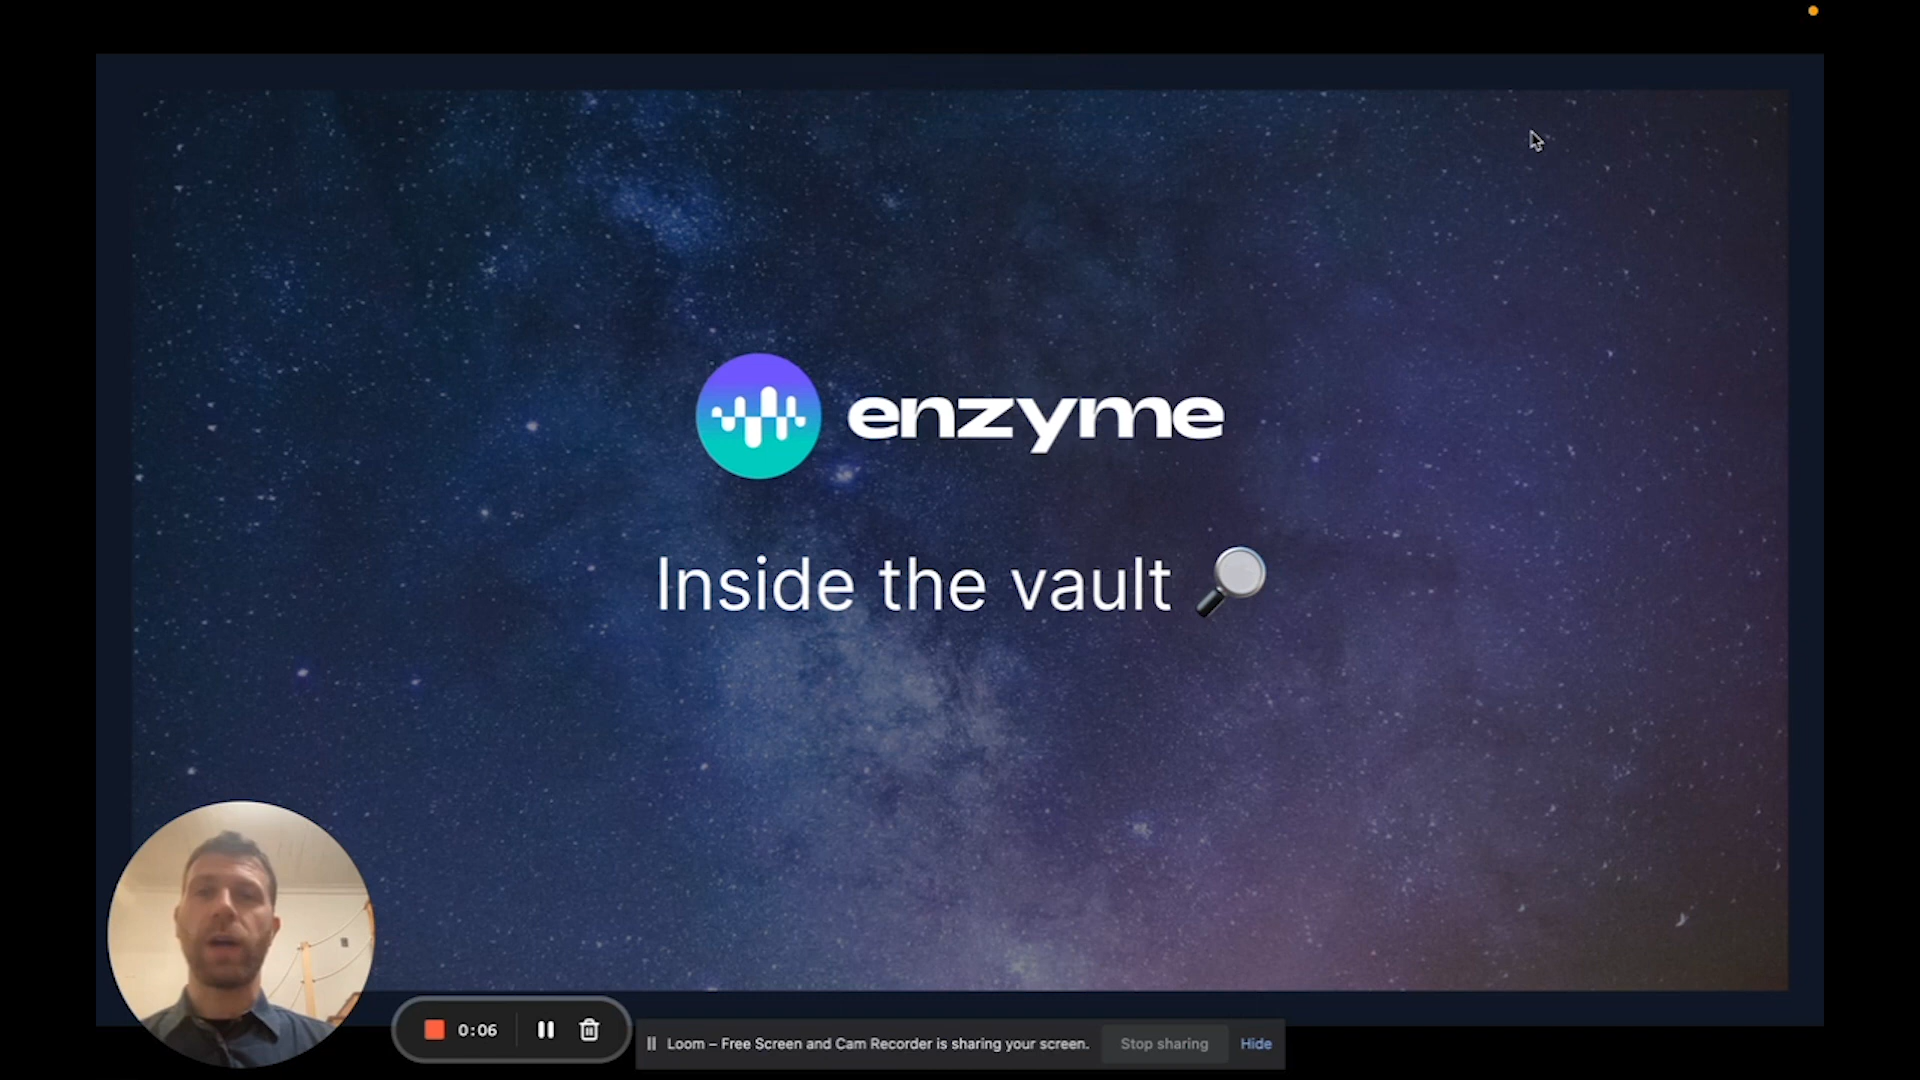 enzyme
Inside the vault
0:06
Loom – Free Screen and Cam Recorder is sharing your screen.
Stop sharing
Hide